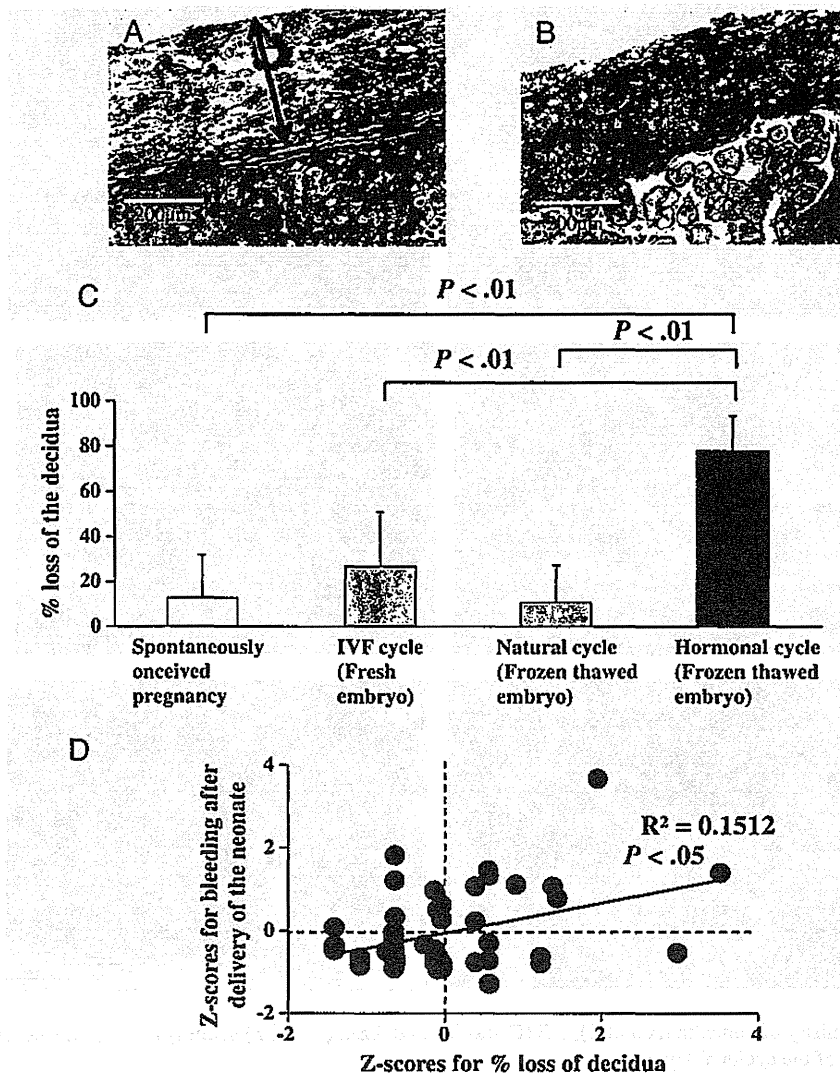 A
B
200μm
C
P < .01
P < .01
P < .01
% loss of the decidua
100
80
60
40
20
0
Spontaneously
onceived
pregnancy
IVF cycle
(Fresh
embryo)
Natural cycle
(Frozen thawed
embryo)
Hormonal cycle
(Frozen thawed
embryo)
D
Z-scores for bleeding after
delivery of the neonate
4
2
0
-2
R² = 0.1512
P < .05
-2
0
2
4
Z-scores for % loss of decidua